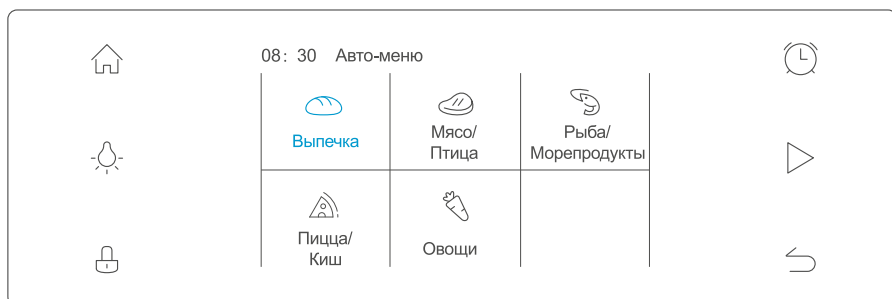 08: 30 Авто-меню
Выпечка
Мясо/
Птица
Рыба/
Морепродукты
Пицца/
Киш
Овощи